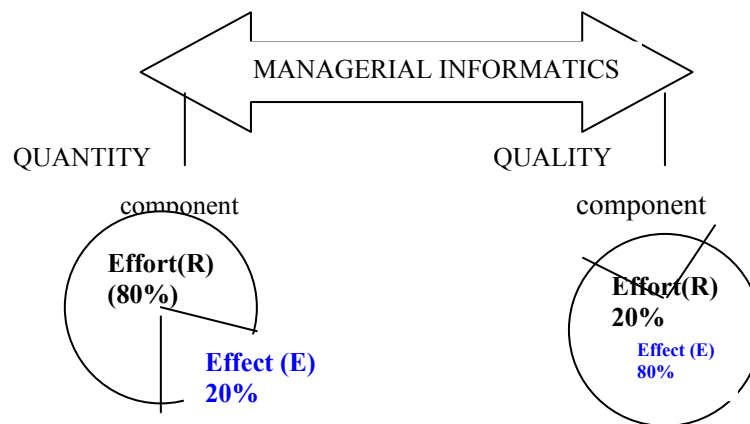 MANAGERIAL INFORMATICS
QUANTITY
component
Effort(R)
(80%)
Effect (E)
20%
QUALITY
component
Effort(R)
20%
Effect (E)
80%